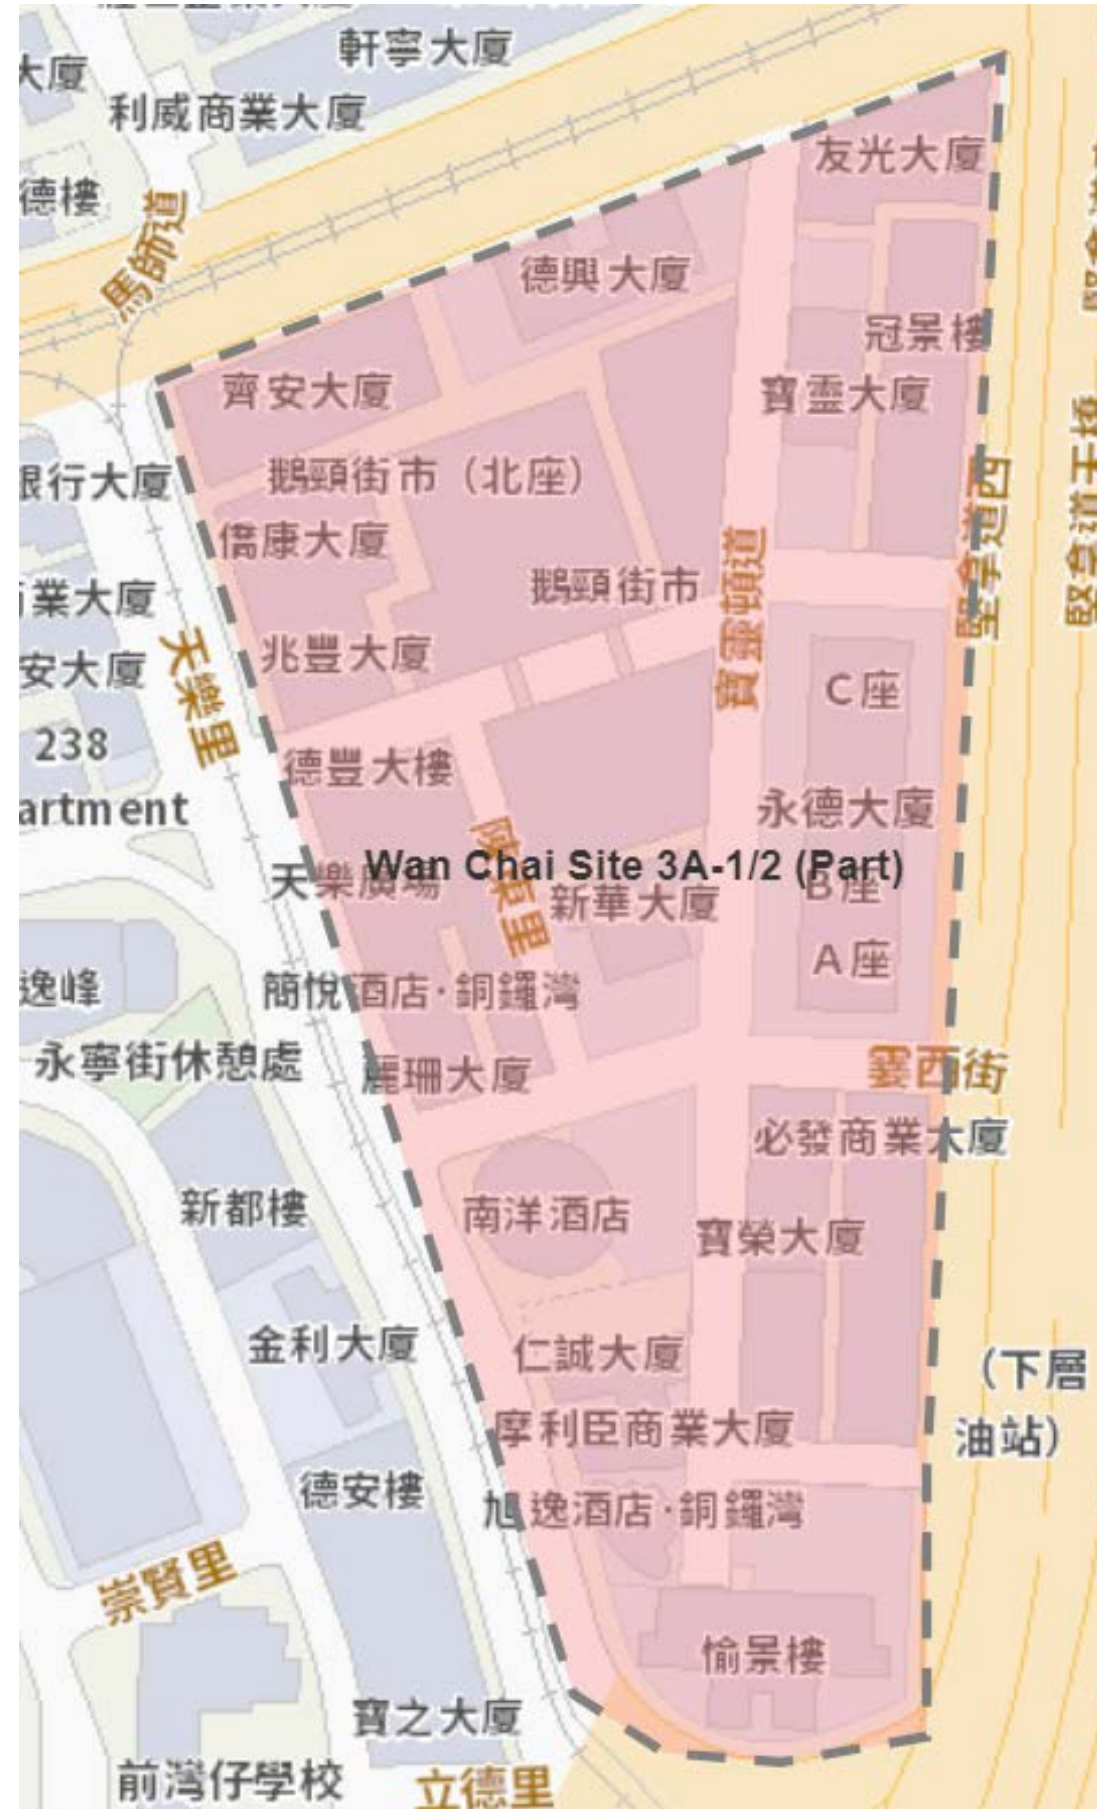 軒寧大廈
大廈
利威商業大廈
友光大廈
德樓
馬師道
德興大廈
冠景樓
齊安大廈
寶靈大廈
鵝頸街市（北座）
銀行大廈
堅拿道西
堅拿道天橋
僑康大廈
鵝頸街市
寶靈頓道
業大廈
兆豐大廈
安大廈
天樂里
C座
238
德豐大樓
artment
永德大廈
陳東里
Wan Chai Site 3A-1/2 (Part)
天樂廣場
新華大廈
B座
A座
逸峰
簡悅酒店·銅鑼灣
永寧街休憩處
麗珊大廈
霎西街
必發商業大廈
新都樓
南洋酒店
寶榮大廈
金利大廈
仁誠大廈
（下層
油站）
摩利臣商業大廈
德安樓
旭逸酒店·銅鑼灣
崇賢里
愉景樓
寶之大廈
前灣仔學校
立德里